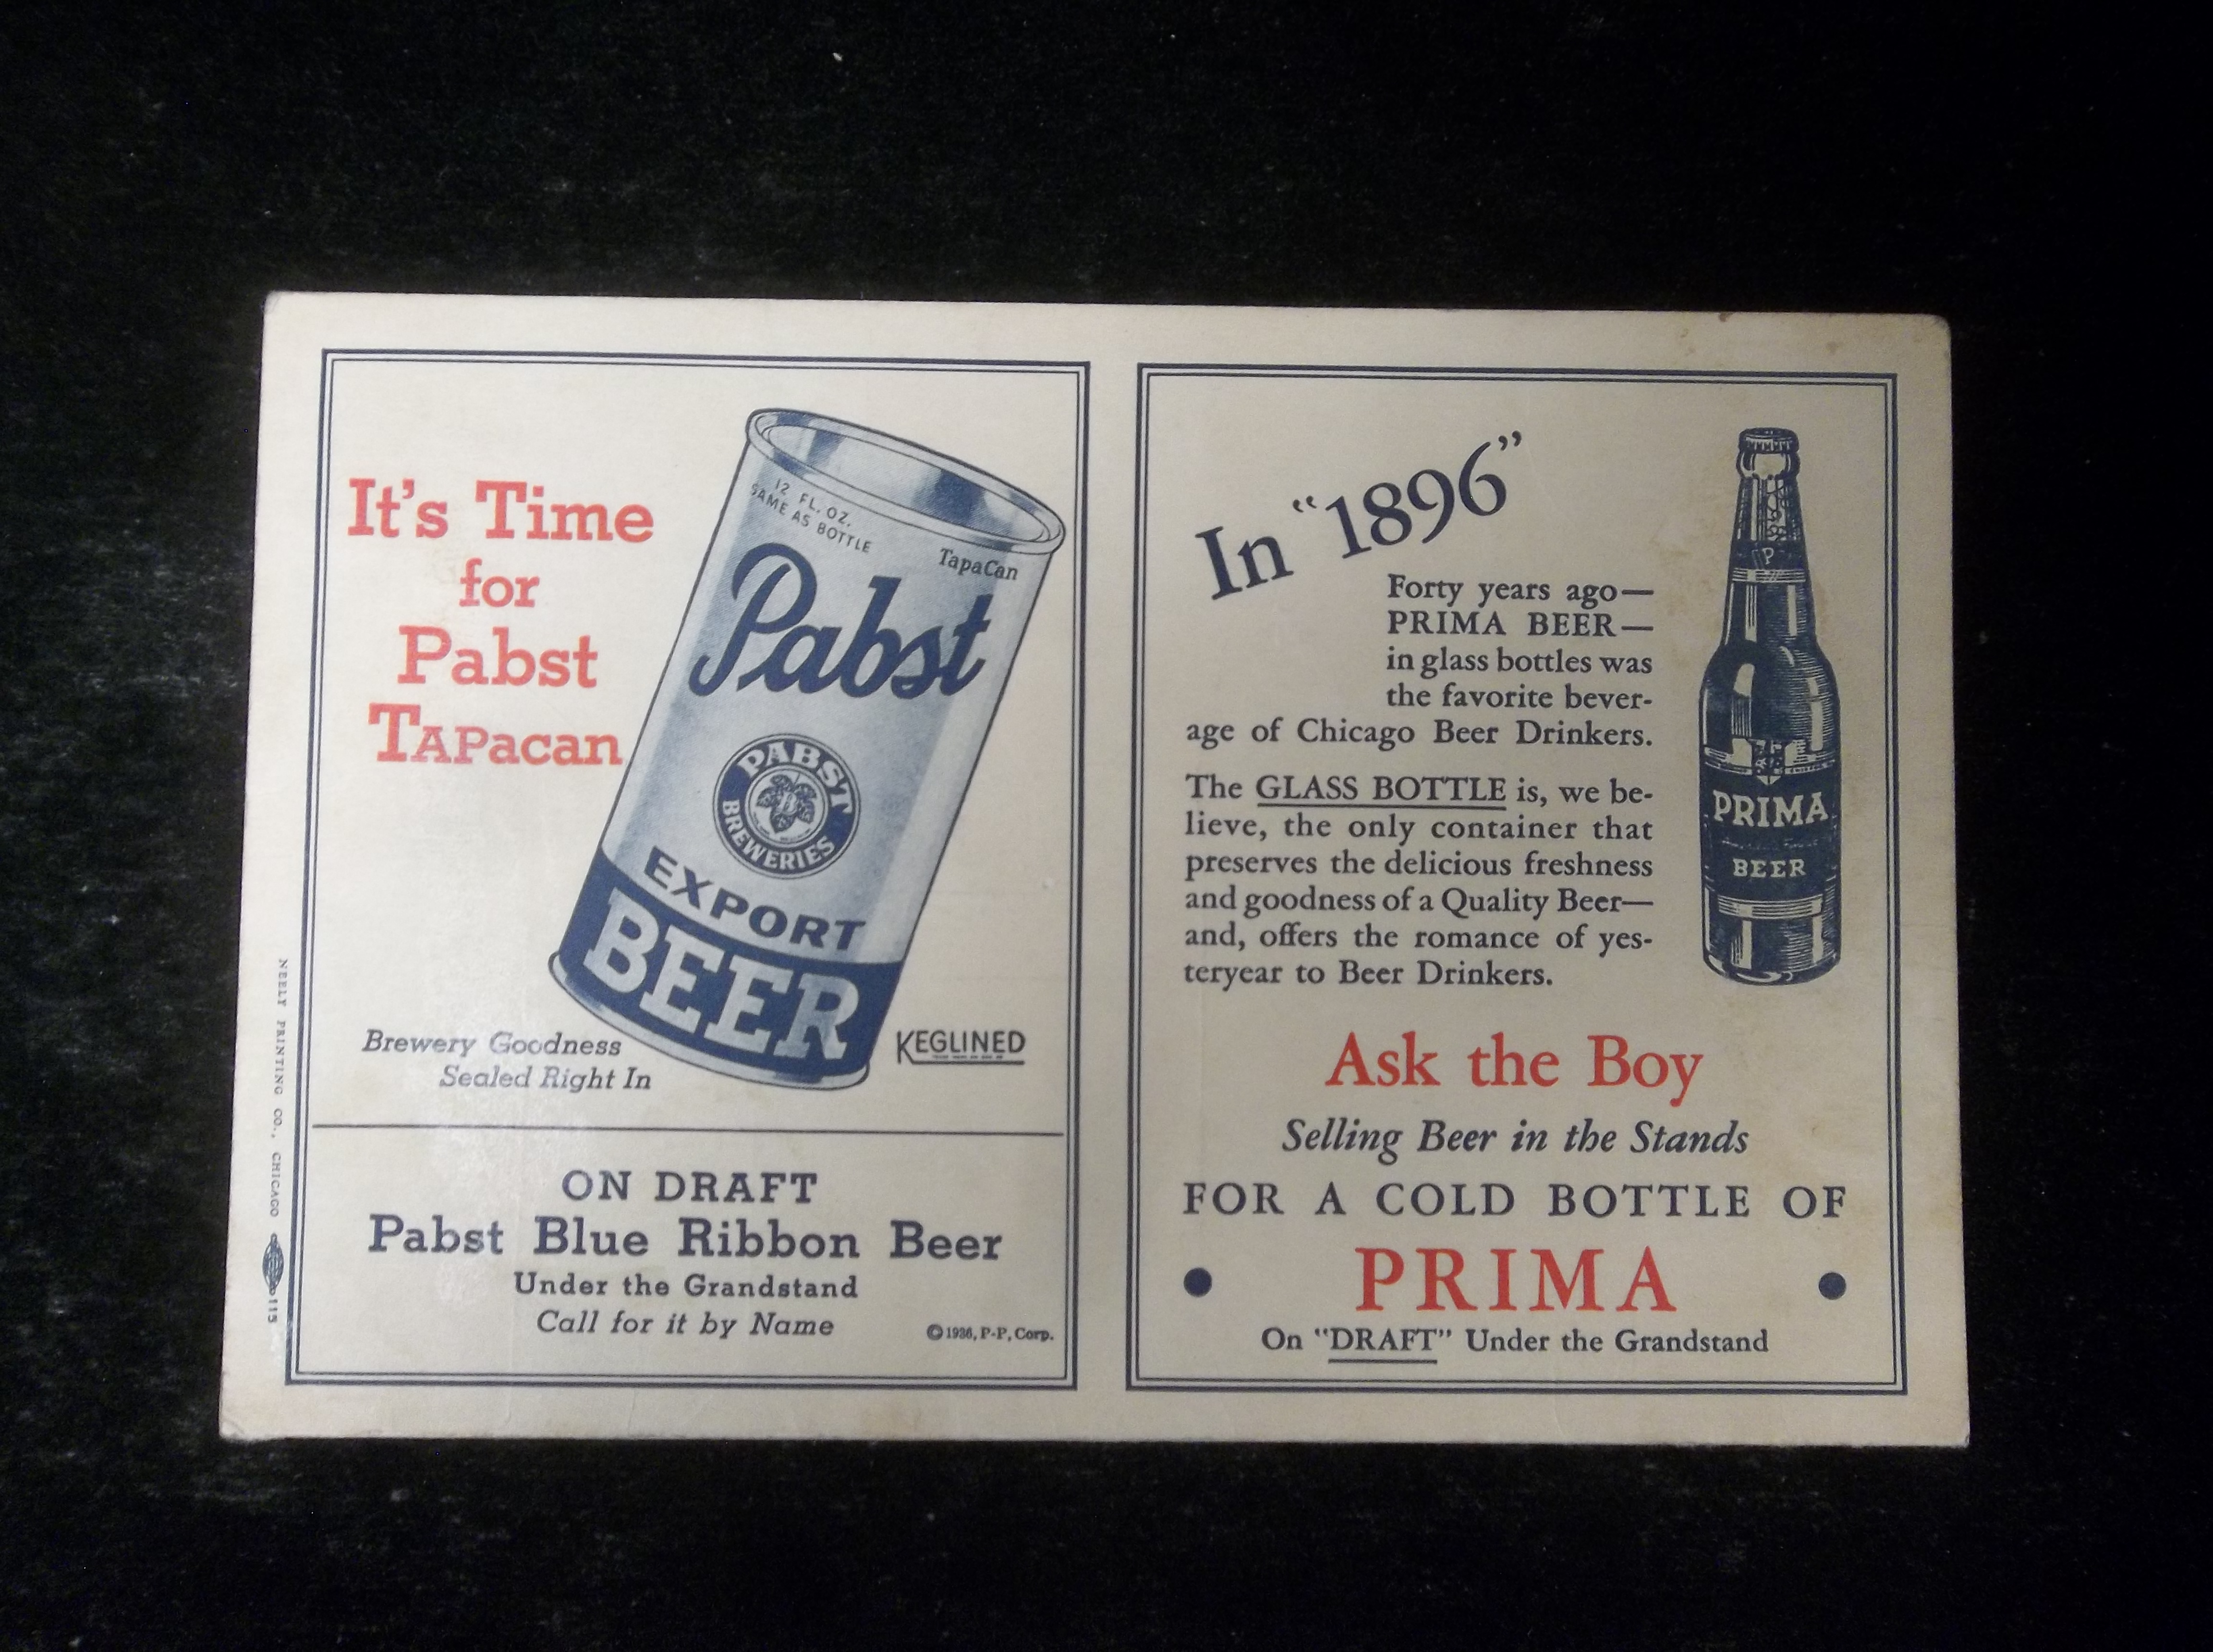 It's Time
for
Pabst
TAPacan
12 FL. OZ.
SAME AS BOTTLE
TapaCan
Pabst
PABST
BREWERIES
EXPORT
BEER
Brewery Goodness
Sealed Right In
KEGLINED
ON DRAFT
Pabst Blue Ribbon Beer
Under the Grandstand
Call for it by Name
© 1936, P-P, Corp.
NEELY PRINTING CO., CHICAGO 115
In "1896"
Forty years ago—
PRIMA BEER—
in glass bottles was
the favorite bever-
age of Chicago Beer Drinkers.
The GLASS BOTTLE is, we be-
lieve, the only container that
preserves the delicious freshness
and goodness of a Quality Beer—
and, offers the romance of yes-
teryear to Beer Drinkers.
P
PRIMA
BEER
Ask the Boy
Selling Beer in the Stands
FOR A COLD BOTTLE OF
PRIMA
On "DRAFT" Under the Grandstand